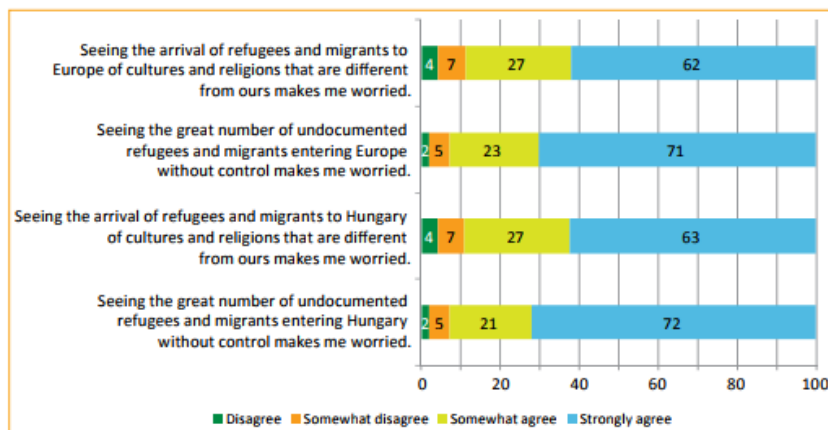 Seeing the arrival of refugees and migrants to
Europe of cultures and religions that are different
from ours makes me worried.
4 7 27 62
Seeing the great number of undocumented
refugees and migrants entering Europe
without control makes me worried.
2 5 23 71
Seeing the arrival of refugees and migrants to Hungary
of cultures and religions that are different
from ours makes me worried.
4 7 27 63
Seeing the great number of undocumented
refugees and migrants entering Hungary
without control makes me worried.
2 5 21 72
0 20 40 60 80 100
Disagree Somewhat disagree Somewhat agree Strongly agree